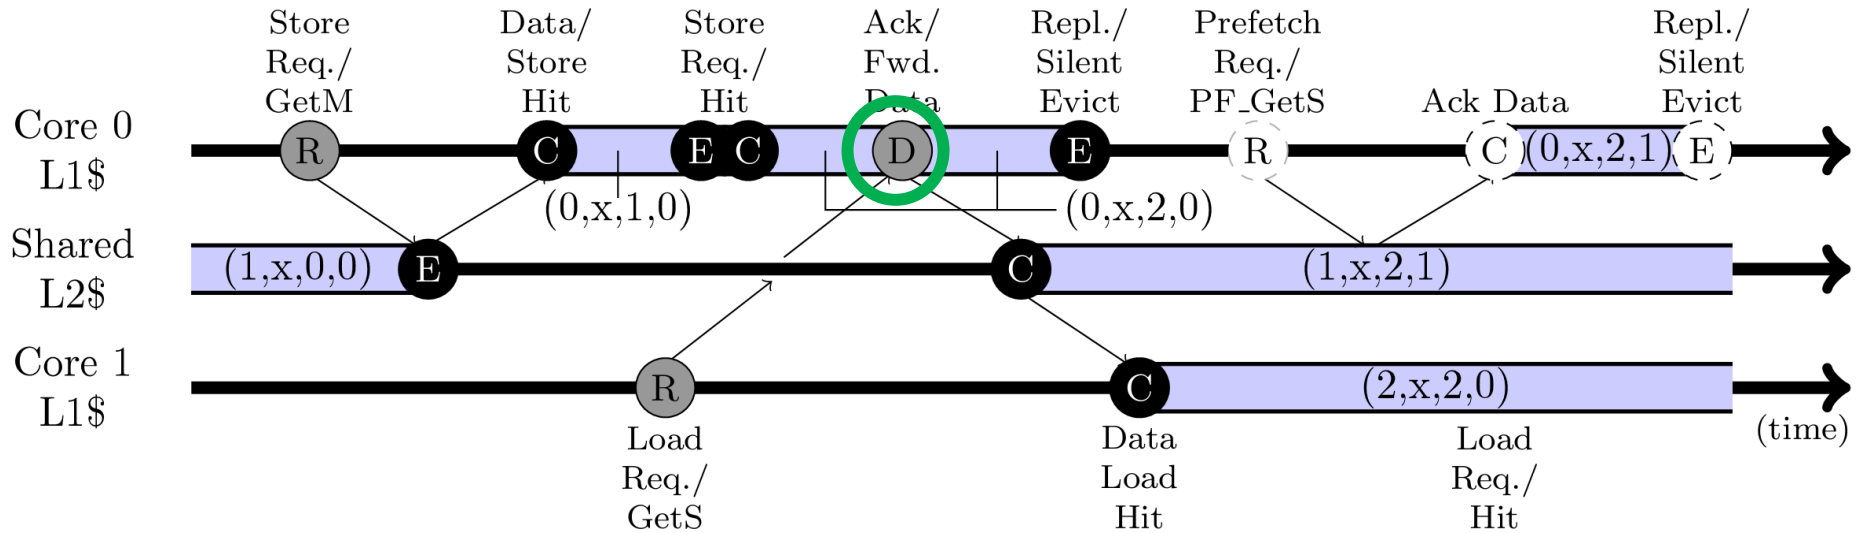 Store
Req./
GetM
Data/
Store
Hit
Store
Req./
Hit
Ack/
Fwd.
Data
Repl./
Silent
Evict
Prefetch
Req./
PF_GetS
Ack Data
Repl./
Silent
Evict
Core 0
L1$
R
C
E
C
D
E
R
C
(0,x,2,1)
E
(0,x,1,0)
(0,x,2,0)
Shared
L2$
(1,x,0,0)
E
C
(1,x,2,1)
Core 1
L1$
R
C
(2,x,2,0)
(time)
Load
Req./
GetS
Data
Load
Hit
Load
Req./
Hit